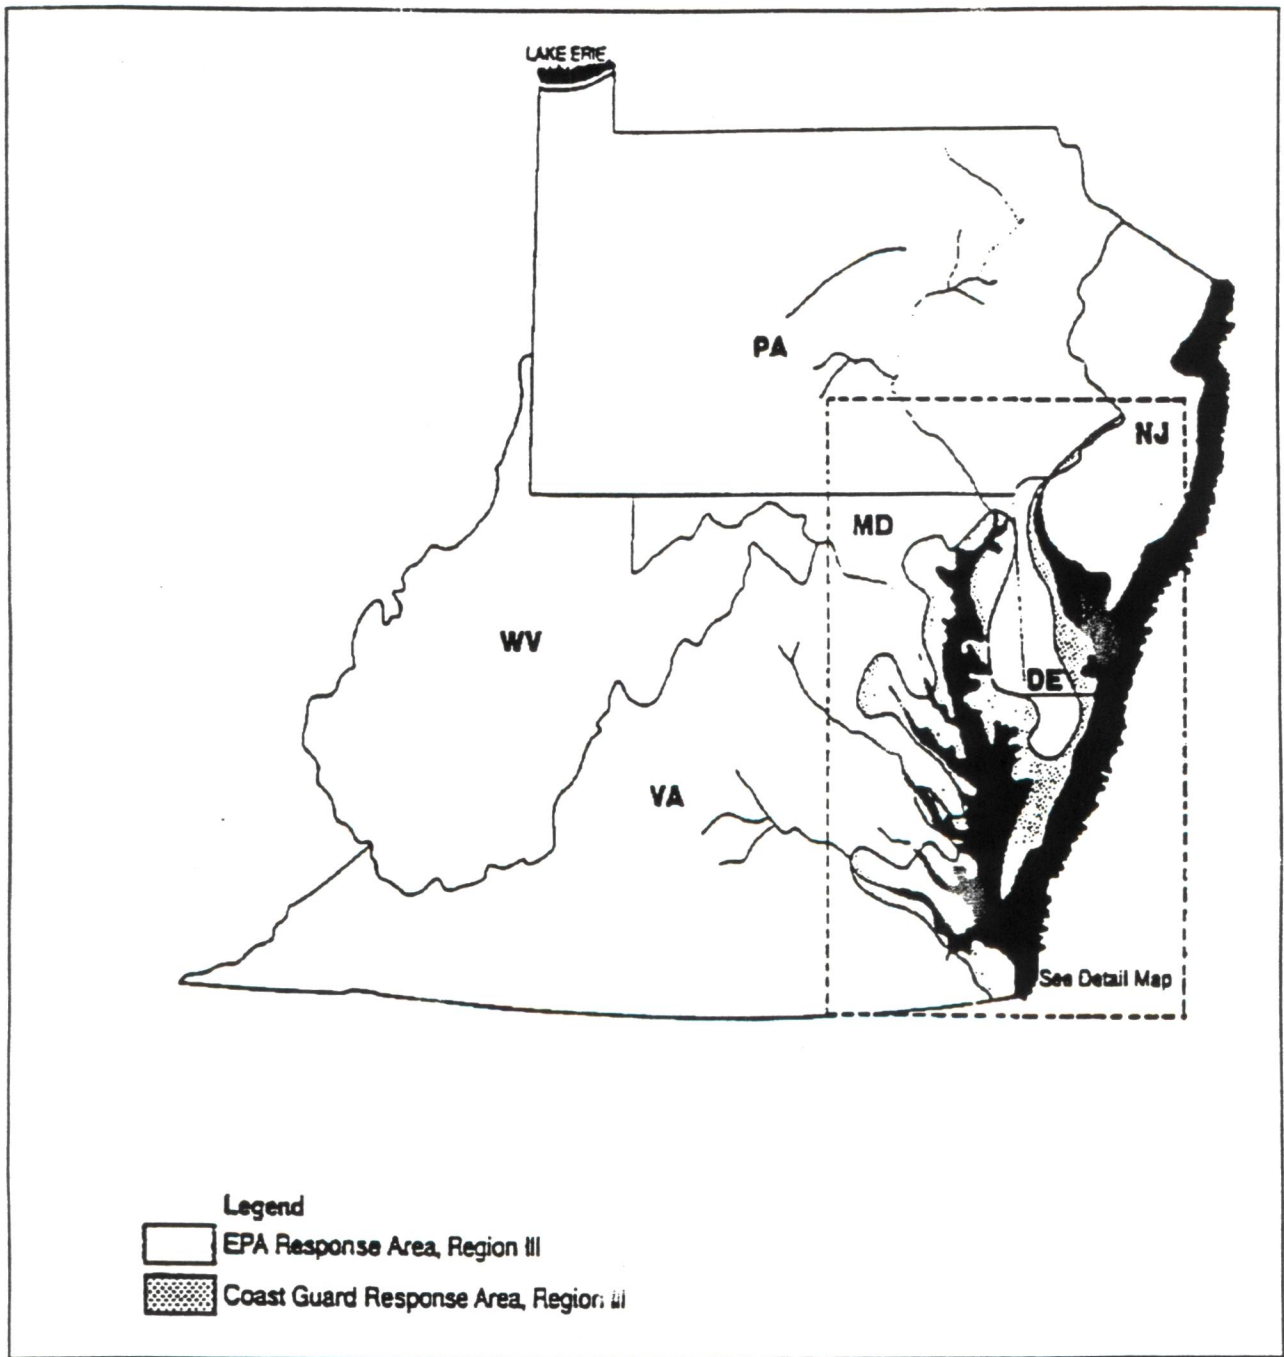 LAKE ERIE
PA
NJ
MD
WV
DE
VA
See Detail Map
Legend
EPA Response Area, Region III
Coast Guard Response Area, Region III